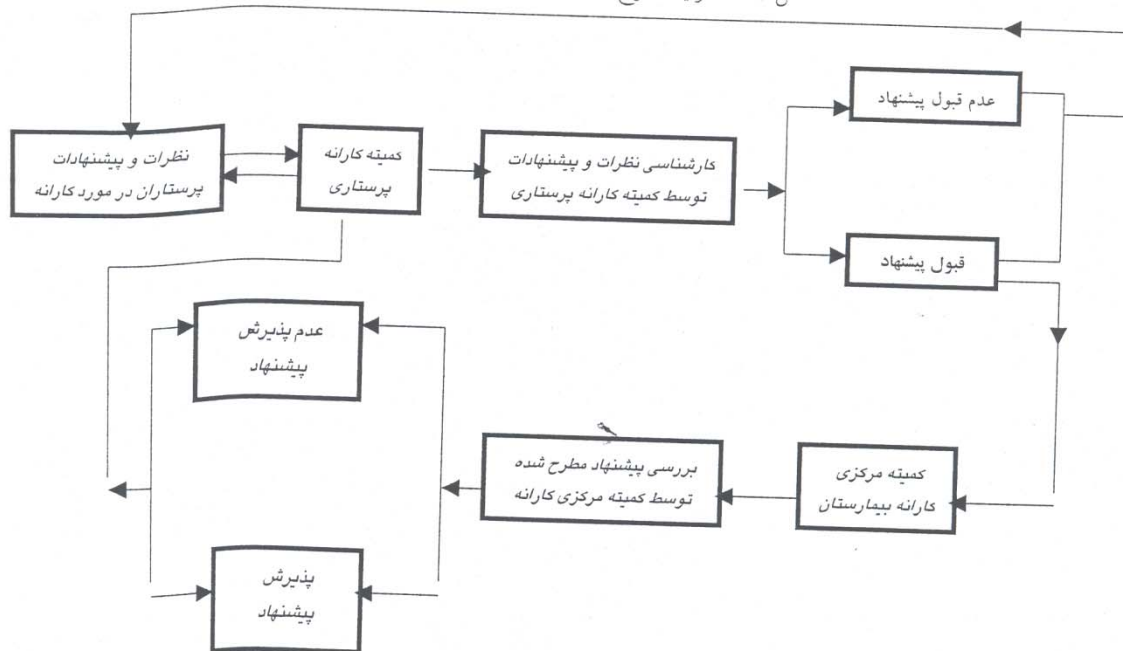 عدم قبول پیشنهاد
نظرات و پیشنهادات
پرستاران در مورد کارانه
کمیته کارانه
پرستاری
کارشناسی نظرات و پیشنهادات
توسط کمیته کارانه پرستاری
قبول پیشنهاد
عدم پذیرش
پیشنهاد
کمیته مرکزی
کارانه بیمارستان
بررسی پیشنهاد مطرح شده
توسط کمیته مرکزی کارانه
پذیرش
پیشنهاد